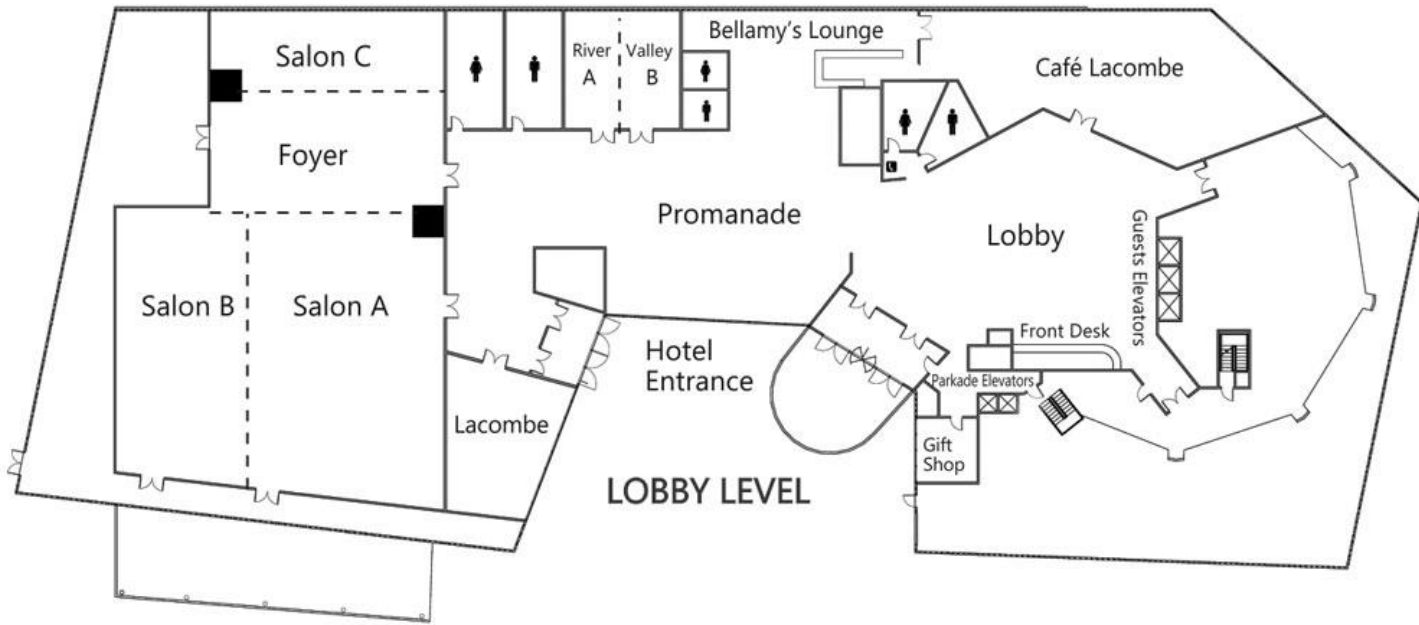 Bellamy's Lounge
Salon C
River
A
Valley
B
Café Lacombe
Foyer
Promanade
Lobby
Guests Elevators
Salon B
Salon A
Hotel
Entrance
Front Desk
Parkade Elevators
Lacombe
Gift
Shop
LOBBY LEVEL